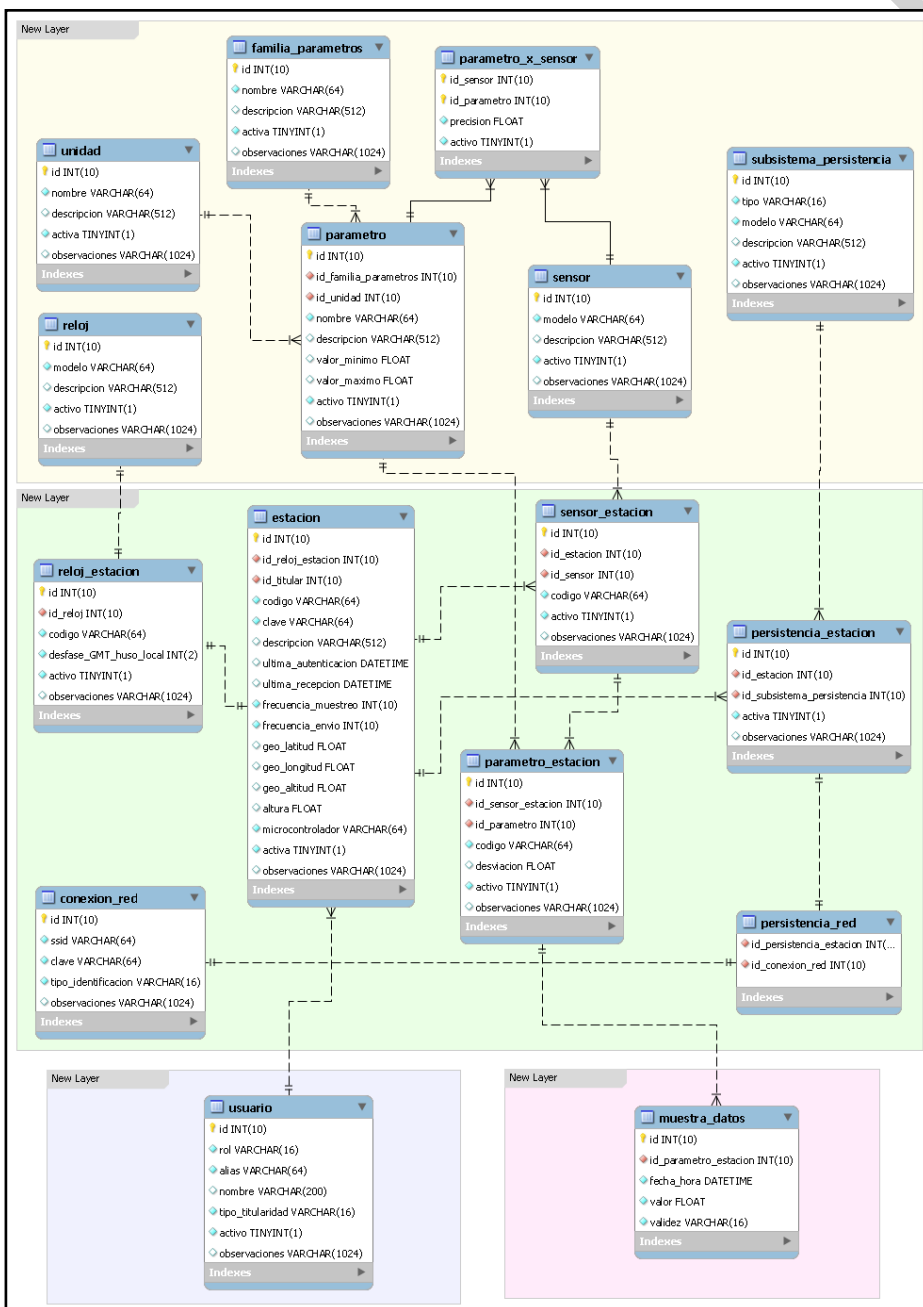 New Layer
familia_parametros
id INT(10)
nombre VARCHAR(64)
descripcion VARCHAR(512)
activa TINYINT(1)
observaciones VARCHAR(1024)
Indexes
parametro_x_sensor
id_sensor INT(10)
id_parametro INT(10)
precision FLOAT
activo TINYINT(1)
Indexes
unidad
id INT(10)
nombre VARCHAR(64)
descripcion VARCHAR(512)
activa TINYINT(1)
observaciones VARCHAR(1024)
Indexes
subsistema_persistencia
id INT(10)
tipo VARCHAR(16)
modelo VARCHAR(64)
descripcion VARCHAR(512)
activo TINYINT(1)
observaciones VARCHAR(1024)
Indexes
parametro
id INT(10)
id_familia_parametros INT(10)
id_unidad INT(10)
nombre VARCHAR(64)
descripcion VARCHAR(512)
valor_minimo FLOAT
valor_maximo FLOAT
activo TINYINT(1)
observaciones VARCHAR(1024)
Indexes
sensor
id INT(10)
modelo VARCHAR(64)
descripcion VARCHAR(512)
activo TINYINT(1)
observaciones VARCHAR(1024)
Indexes
reloj
id INT(10)
modelo VARCHAR(64)
descripcion VARCHAR(512)
activo TINYINT(1)
observaciones VARCHAR(1024)
Indexes
New Layer
estacion
id INT(10)
id_reloj_estacion INT(10)
id_titular INT(10)
codigo VARCHAR(64)
clave VARCHAR(64)
descripcion VARCHAR(512)
ultima_autenticacion DATETIME
ultima_recepcion DATETIME
frecuencia_muestreo INT(10)
frecuencia_envio INT(10)
geo_latitud FLOAT
geo_longitud FLOAT
geo_altitud FLOAT
altura FLOAT
microcontrolador VARCHAR(64)
activa TINYINT(1)
observaciones VARCHAR(1024)
Indexes
sensor_estacion
id INT(10)
id_estacion INT(10)
id_sensor INT(10)
codigo VARCHAR(64)
activo TINYINT(1)
observaciones VARCHAR(1024)
Indexes
reloj_estacion
id INT(10)
id_reloj INT(10)
codigo VARCHAR(64)
desfase_GMT_huso_local INT(2)
activo TINYINT(1)
observaciones VARCHAR(1024)
Indexes
persistencia_estacion
id INT(10)
id_estacion INT(10)
id_subsistema_persistencia INT(10)
activa TINYINT(1)
observaciones VARCHAR(1024)
Indexes
parametro_estacion
id INT(10)
id_sensor_estacion INT(10)
id_parametro INT(10)
codigo VARCHAR(64)
desviacion FLOAT
activo TINYINT(1)
observaciones VARCHAR(1024)
Indexes
conexion_red
id INT(10)
ssid VARCHAR(64)
clave VARCHAR(64)
tipo_identificacion VARCHAR(16)
observaciones VARCHAR(1024)
Indexes
persistencia_red
id_persistencia_estacion INT(...
id_conexion_red INT(10)
Indexes
New Layer
usuario
id INT(10)
rol VARCHAR(16)
alias VARCHAR(64)
nombre VARCHAR(200)
tipo_titularidad VARCHAR(16)
activo TINYINT(1)
observaciones VARCHAR(1024)
Indexes
New Layer
muestra_datos
id INT(10)
id_parametro_estacion INT(10)
fecha_hora DATETIME
valor FLOAT
validez VARCHAR(16)
Indexes